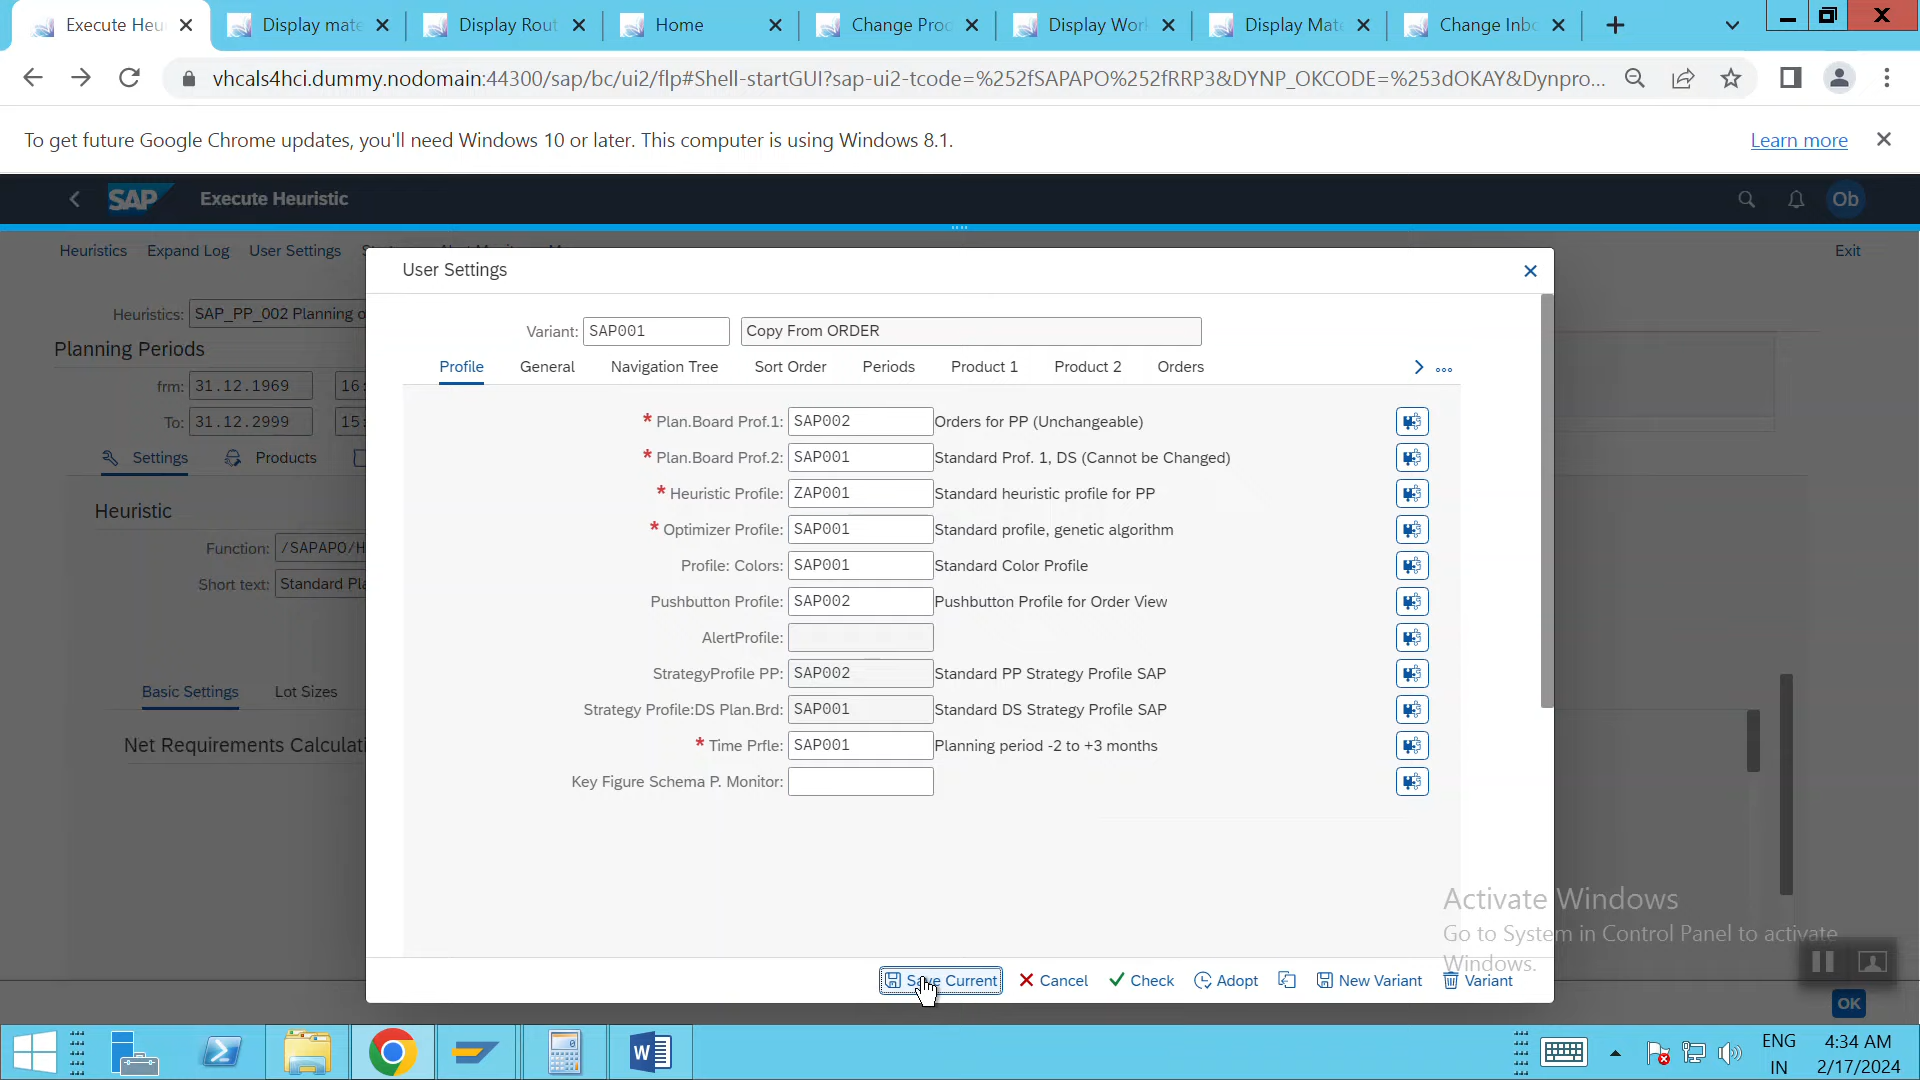 Execute Heu
Display mate
Display Rout
Home
Change Proc
Display Work
Display Mate
Change Inbo
vhcals4hci.dummy.nodomain:44300/sap/bc/ui2/flp#Shell-startGUI?sap-ui2-tcode=%252fSAPAPO%252fRRP3&DYNP_OKCODE=%253dOKAY&Dynpro...
To get future Google Chrome updates, you'll need Windows 10 or later. This computer is using Windows 8.1.
Learn more
SAP
Execute Heuristic
Ob
Heuristics
Expand Log
User Settings
Exit
Heuristics: SAP_PP_002 Planning o
Planning Periods
frm: 31.12.1969 16:
To: 31.12.2999 15:
Settings
Products
Heuristic
Function: /SAPAPO/H
Short text: Standard Pla
Basic Settings
Lot Sizes
Net Requirements Calculati
User Settings
Variant: SAP001 Copy From ORDER
Profile
General
Navigation Tree
Sort Order
Periods
Product 1
Product 2
Orders
* Plan.Board Prof.1: SAP002 Orders for PP (Unchangeable)
* Plan.Board Prof.2: SAP001 Standard Prof. 1, DS (Cannot be Changed)
* Heuristic Profile: ZAP001 Standard heuristic profile for PP
* Optimizer Profile: SAP001 Standard profile, genetic algorithm
Profile: Colors: SAP001 Standard Color Profile
Pushbutton Profile: SAP002 Pushbutton Profile for Order View
AlertProfile:
StrategyProfile PP: SAP002 Standard PP Strategy Profile SAP
Strategy Profile:DS Plan.Brd: SAP001 Standard DS Strategy Profile SAP
* Time Prfle: SAP001 Planning period -2 to +3 months
Key Figure Schema P. Monitor:
Save Current
Cancel
Check
Adopt
New Variant
Variant
Activate Windows
Go to System in Control Panel to activate
Windows.
OK
ENG
IN
4:34 AM
2/17/2024